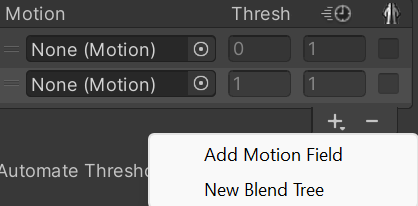 Motion Thresh
None (Motion) 0 1
None (Motion) 1 1
+ −
Add Motion Field
Automate Thresho
New Blend Tree